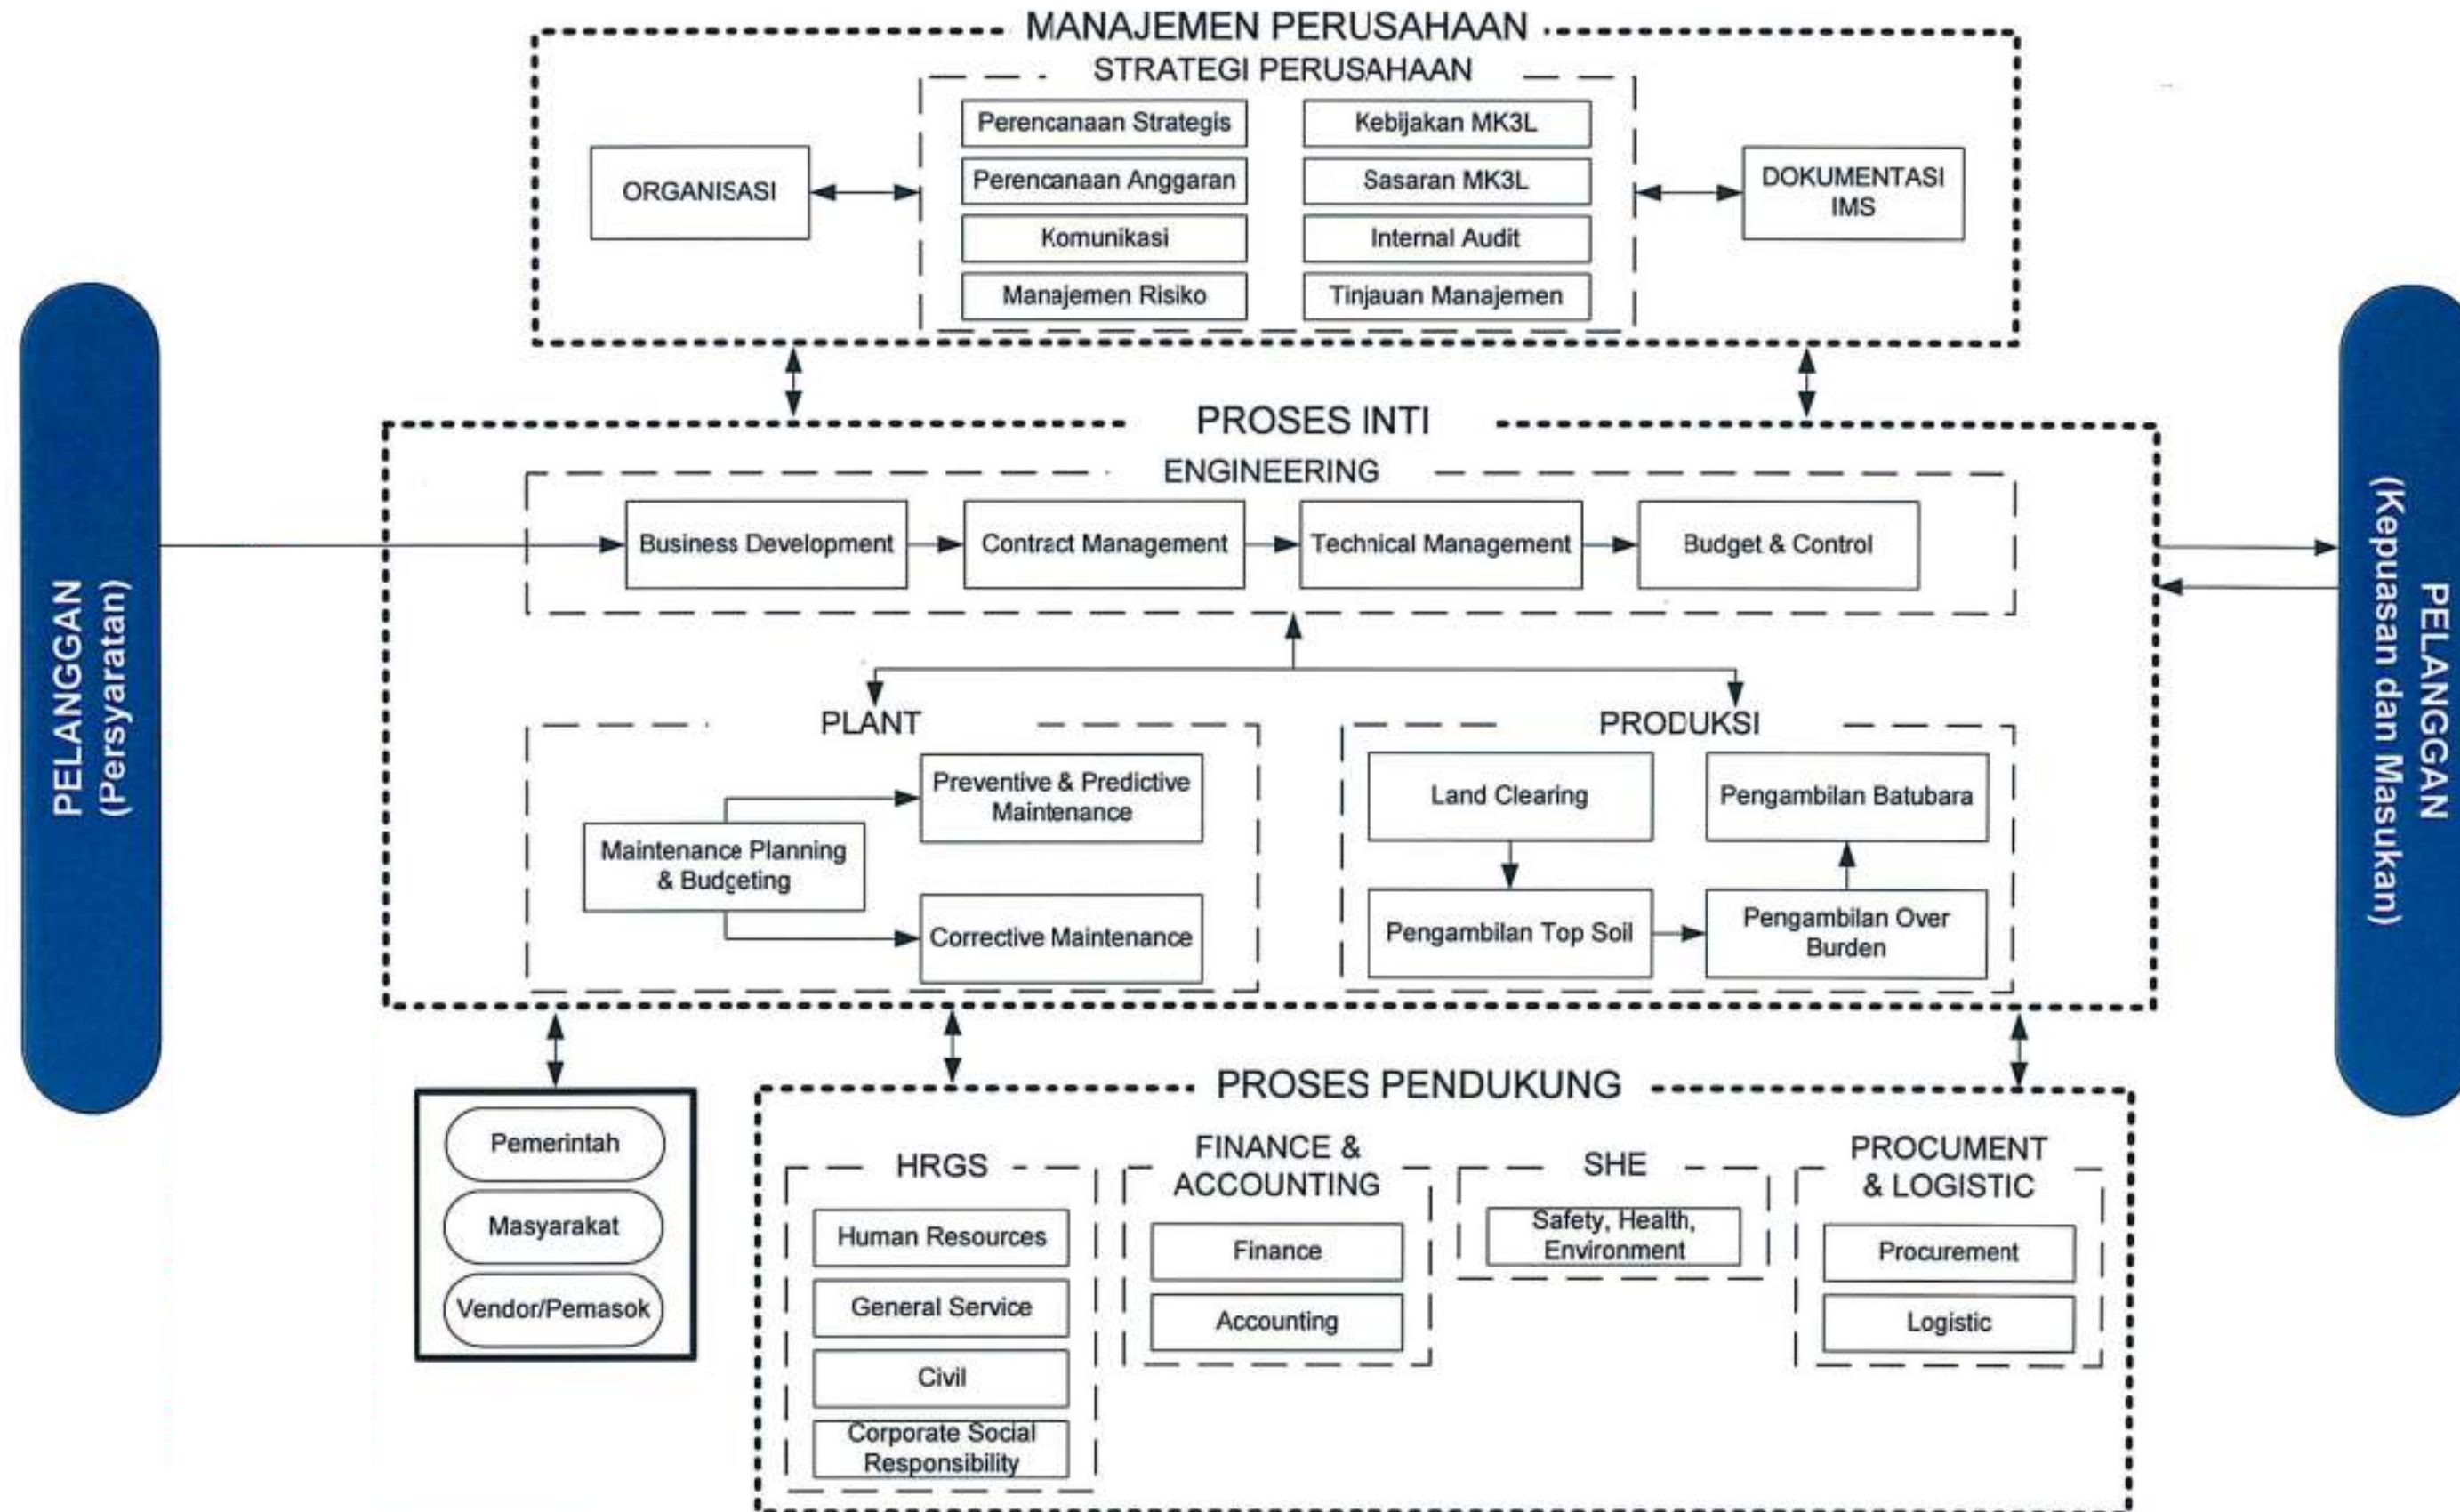 MANAJEMEN PERUSAHAAN
STRATEGI PERUSAHAAN
ORGANISASI
Perencanaan Strategis
Perencanaan Anggaran
Komunikasi
Manajemen Risiko
Kebijakan MK3L
Sasaran MK3L
Internal Audit
Tinjauan Manajemen
DOKUMENTASI
IMS
PELANGGAN
(Persyaratan)
PROSES INTI
ENGINEERING
Business Development
Contract Management
Technical Management
Budget & Control
PLANT
Maintenance Planning
& Budgeting
Preventive & Predictive
Maintenance
Corrective Maintenance
PRODUKSI
Land Clearing
Pengambilan Batubara
Pengambilan Top Soil
Pengambilan Over
Burden
PELANGGAN
(Kepuasan dan Masukan)
Pemerintah
Masyarakat
Vendor/Pemasok
PROSES PENDUKUNG
HRGS
Human Resources
General Service
Civil
Corporate Social
Responsibility
FINANCE &
ACCOUNTING
Finance
Accounting
SHE
Safety, Health,
Environment
PROCUMENT
& LOGISTIC
Procurement
Logistic